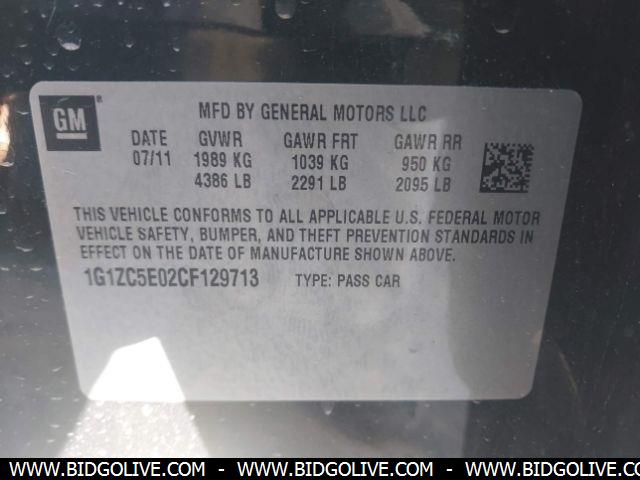 GM®
MFD BY GENERAL MOTORS LLC
DATE GVWR GAWR FRT GAWR RR
07/11 1989 KG 1039 KG 950 KG
4386 LB 2291 LB 2095 LB
THIS VEHICLE CONFORMS TO ALL APPLICABLE U.S. FEDERAL MOTOR
VEHICLE SAFETY, BUMPER, AND THEFT PREVENTION STANDARDS IN
EFFECT ON THE DATE OF MANUFACTURE SHOWN ABOVE.
1G1ZC5E02CF129713 TYPE: PASS CAR
WWW.BIDGOLIVE.COM - WWW.BIDGOLIVE.COM - WWW.BIDGOLIVE.COM